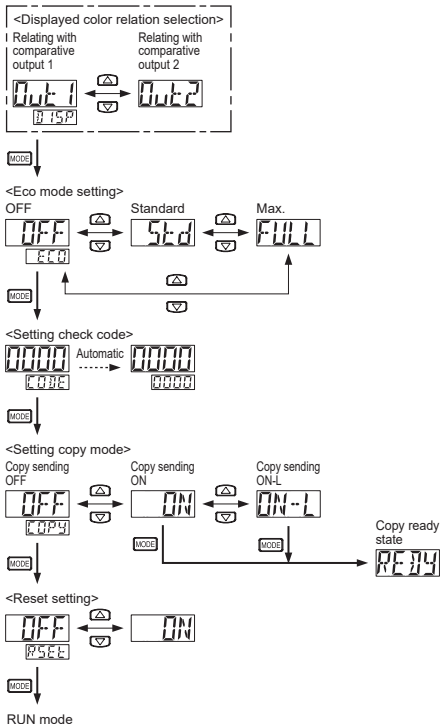 <Displayed color relation selection>
Relating with comparative output 1
Relating with comparative output 2
Out1
Out2
DISP
MODE
<Eco mode setting>
OFF
Standard
Max.
OFF
Std
FULL
ECO
MODE
<Setting check code>
0000
Automatic
0000
CODE
0000
MODE
<Setting copy mode>
Copy sending OFF
Copy sending ON
Copy sending ON-L
OFF
ON
ON-L
COPY
Copy ready state
MODE
MODE
REDY
MODE
<Reset setting>
OFF
ON
RSEt
MODE
RUN mode